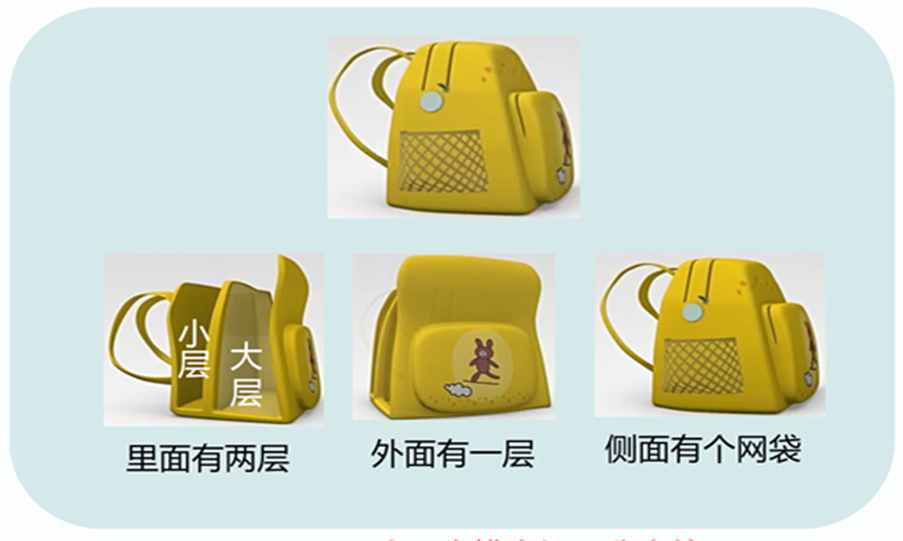 小层
大层
里面有两层
外面有一层
侧面有个网袋